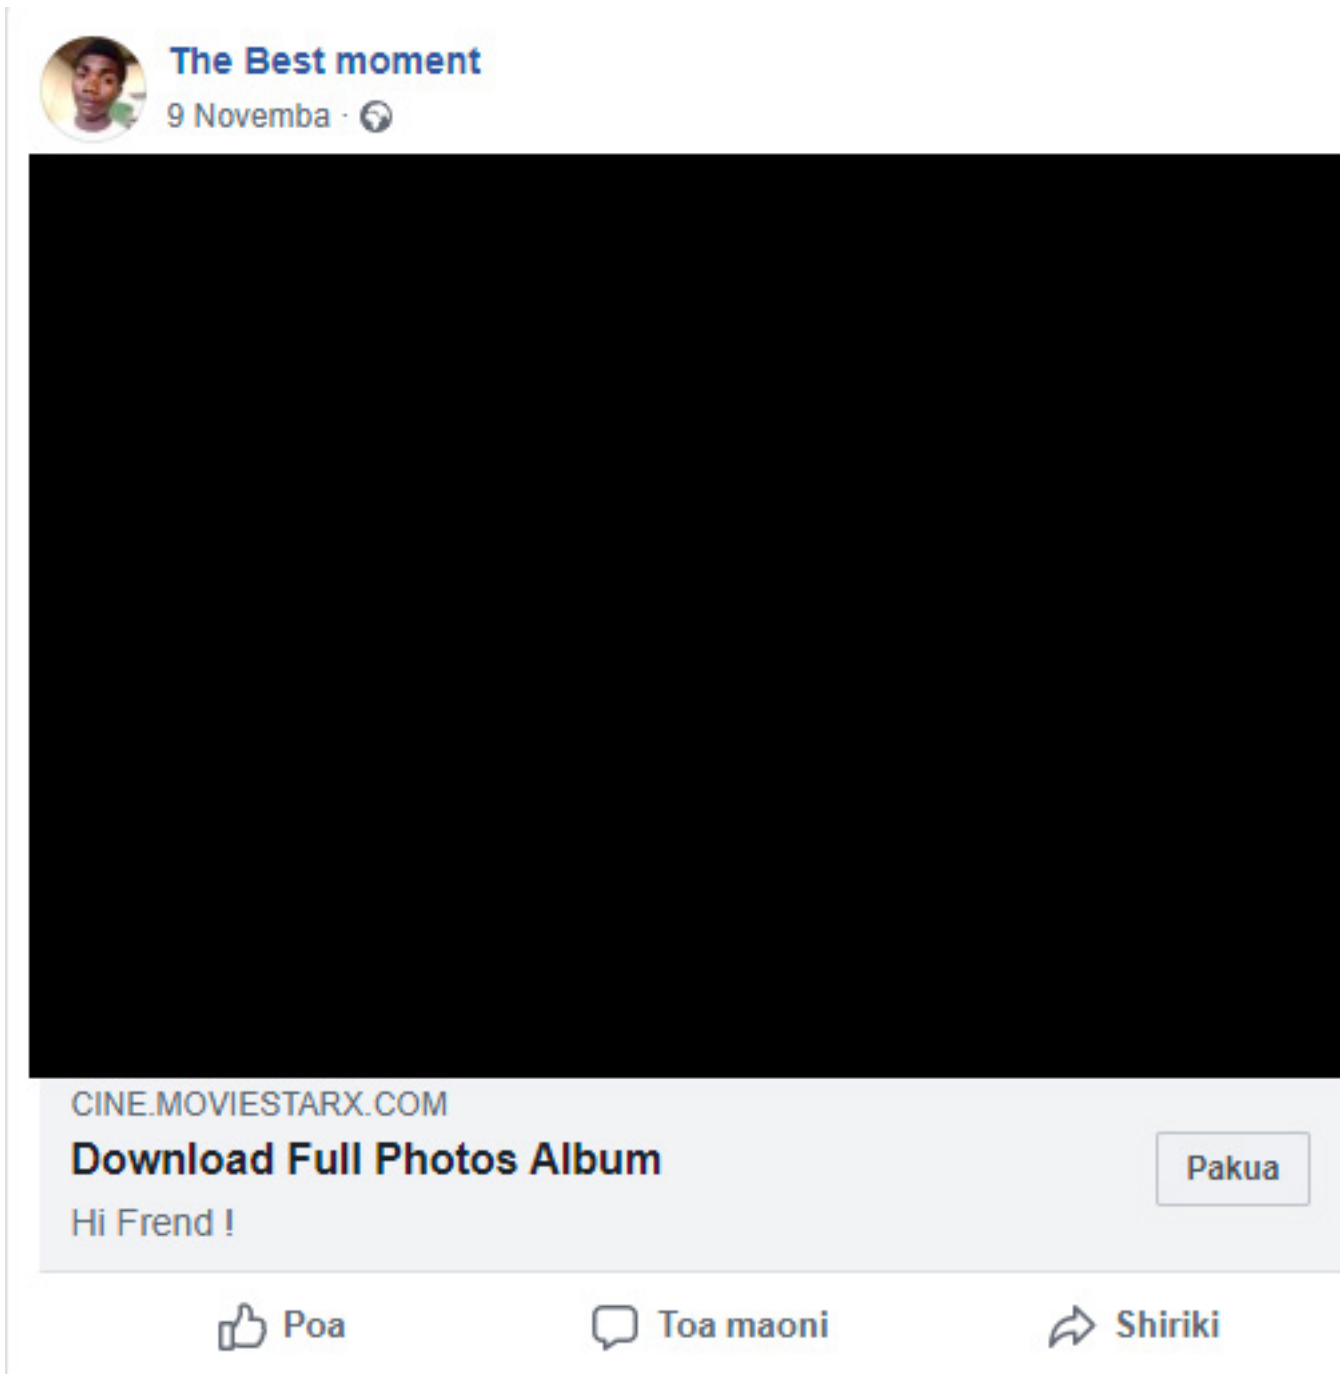 The Best moment
9 Novemba ·
CINE.MOVIESTARX.COM
Download Full Photos Album
Pakua
Hi Frend !
Poa
Toa maoni
Shiriki